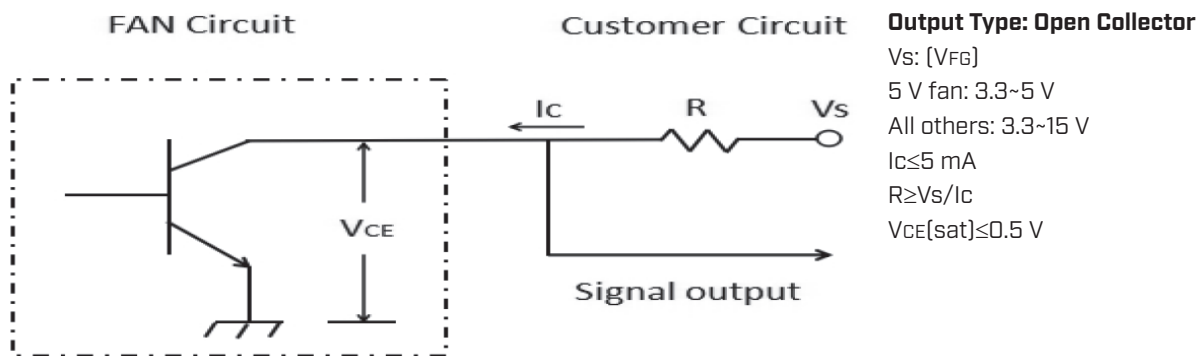 FAN Circuit
Customer Circuit
Ic
R
Vs
VCE
Signal output
Output Type: Open Collector
Vs: (VFG)
5 V fan: 3.3~5 V
All others: 3.3~15 V
Ic≤5 mA
R≥Vs/Ic
VCE(sat)≤0.5 V